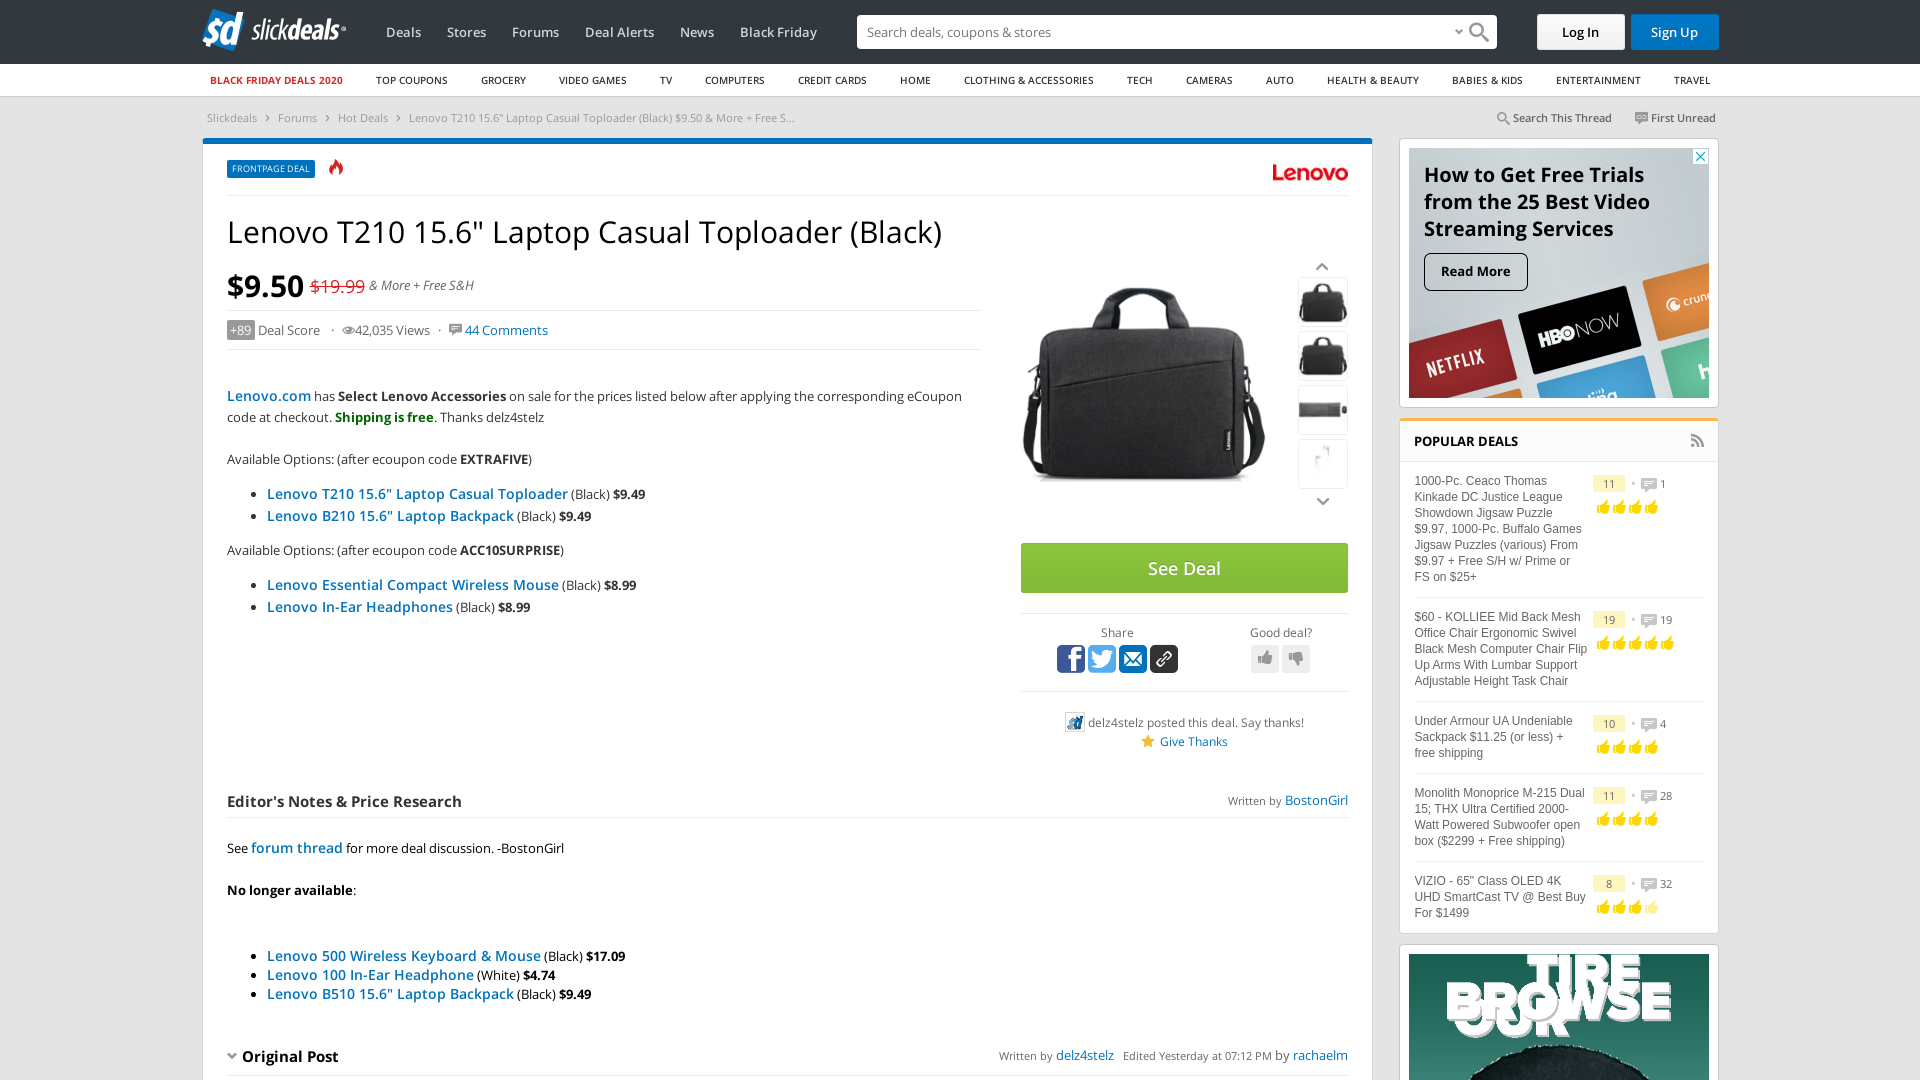 slickdeals
Deals
Stores
Forums
Deal Alerts
News
Black Friday
Search deals, coupons & shops
Log In
Sign Up
BLACK FRIDAY DEALS 2020
TOP COUPONS
GROCERY
VIDEO GAMES
TV
COMPUTERS
CREDIT CARDS
HOME
CLOTHING & ACCESSORIES
TECH
CAMERAS
AUTO
HEALTH & BEAUTY
BABIES & KIDS
ENTERTAINMENT
TRAVEL
Slickdeals › Forums › Hot Deals › Lenovo T210 15.6" Laptop Casual Toploader (Black) $9.50 & More + Free S...
Search This Thread
First Unread
FRONTPAGE DEAL
Lenovo
Lenovo T210 15.6" Laptop Casual Toploader (Black)
$9.50 $19.99 & More + Free S&H
+89 Deal Score · 42,035 Views · 44 Comments
Lenovo.com has Select Lenovo Accessories on sale for the prices listed below after applying the corresponding eCoupon
code at checkout. Shipping is free. Thanks delz4stelz
Available Options: (after ecoupon code EXTRAFIVE)
• Lenovo T210 15.6" Laptop Casual Toploader (Black) $9.49
• Lenovo B210 15.6" Laptop Backpack (Black) $9.49
Available Options: (after ecoupon code ACC10SURPRISE)
• Lenovo Essential Compact Wireless Mouse (Black) $8.99
• Lenovo In-Ear Headphones (Black) $8.99
See Deal
Share
Good deal?
delz4stelz posted this deal. Say thanks!
Give Thanks
Editor's Notes & Price Research
Written by BostonGirl
See forum thread for more deal discussion. -BostonGirl
No longer available:
• Lenovo 500 Wireless Keyboard & Mouse (Black) $17.09
• Lenovo 100 In-Ear Headphone (White) $4.74
• Lenovo B510 15.6" Laptop Backpack (Black) $9.49
Original Post
Written by delz4stelz Edited Yesterday at 07:12 PM by rachaelm
How to Get Free Trials
from the 25 Best Video
Streaming Services
Read More
NETFLIX
HBO NOW
POPULAR DEALS
1000-Pc. Ceaco Thomas
Kinkade DC Justice League
Showdown Jigsaw Puzzle
$9.97, 1000-Pc. Buffalo Games
Jigsaw Puzzles (various) From
$9.97 + Free S/H w/ Prime or
FS on $25+
11 • 1
$60 - KOLLIEE Mid Back Mesh
Office Chair Ergonomic Swivel
Black Mesh Computer Chair Flip
Up Arms With Lumbar Support
Adjustable Height Task Chair
19 • 19
Under Armour UA Undeniable
Sackpack $11.25 (or less) +
free shipping
10 • 4
Monolith Monoprice M-215 Dual
15; THX Ultra Certified 2000-
Watt Powered Subwoofer open
box ($2299 + Free shipping)
11 • 28
VIZIO - 65" Class OLED 4K
UHD SmartCast TV @ Best Buy
For $1499
8 • 32
TIRE
BROWSE
OUR